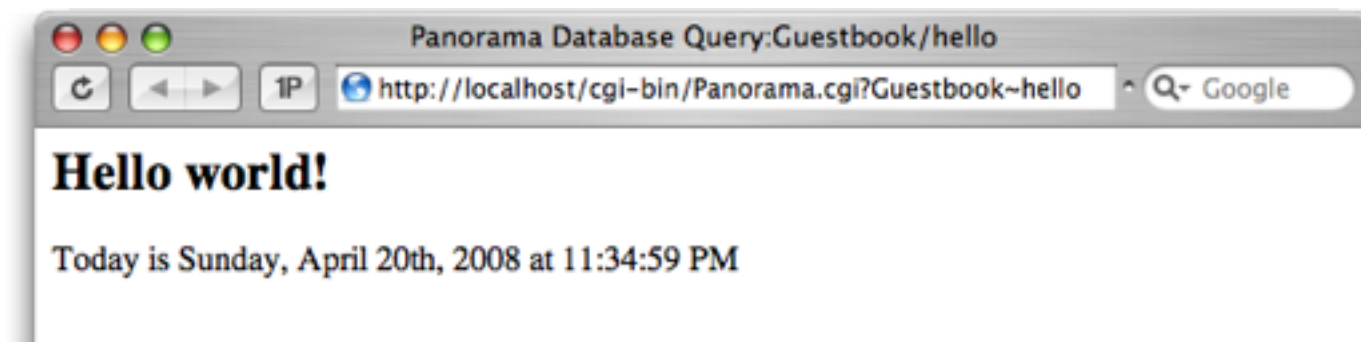 Panorama Database Query:Guestbook/hello
1P http://localhost/cgi-bin/Panorama.cgi?Guestbook~hello Google
Hello world!
Today is Sunday, April 20th, 2008 at 11:34:59 PM